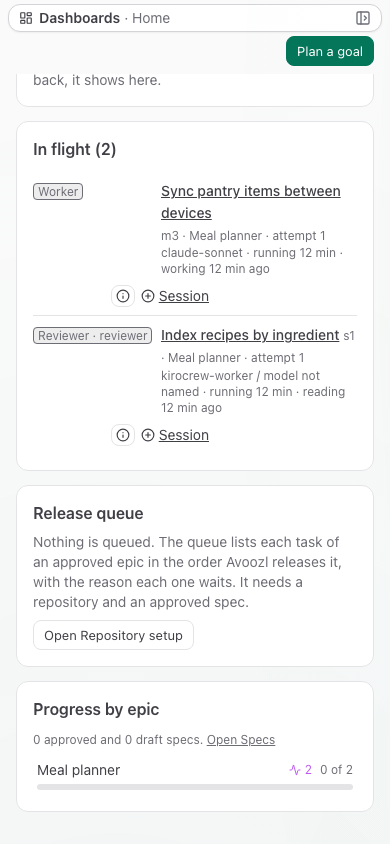 Dashboards · Home
Plan a goal
back, it shows here.
In flight (2)
Worker
Sync pantry items between
devices
m3 · Meal planner · attempt 1
claude-sonnet · running 12 min ·
working 12 min ago
Session
Reviewer · reviewer
Index recipes by ingredient s1
· Meal planner · attempt 1
kirocrew-worker / model not
named · running 12 min · reading
12 min ago
Session
Release queue
Nothing is queued. The queue lists each task of
an approved epic in the order Avoozl releases it,
with the reason each one waits. It needs a
repository and an approved spec.
Open Repository setup
Progress by epic
0 approved and 0 draft specs. Open Specs
Meal planner 2 0 of 2